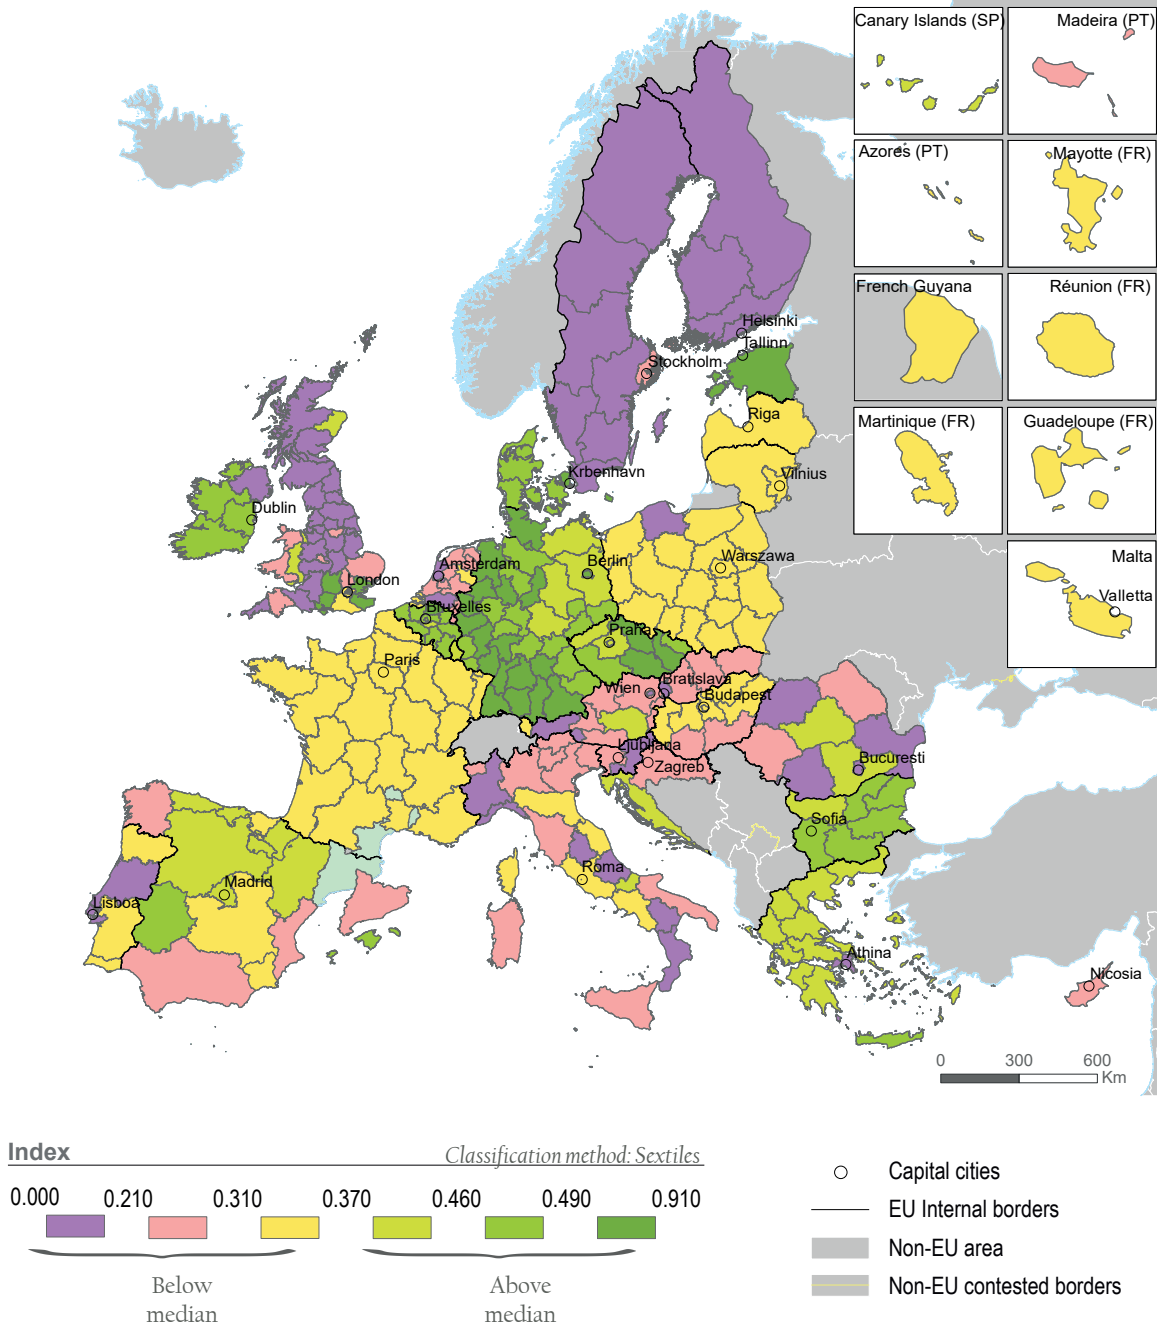 Canary Islands (SP)
Madeira (PT)
Azores (PT)
Mayotte (FR)
French Guyana
Réunion (FR)
Martinique (FR)
Guadeloupe (FR)
Malta
Valletta
Helsinki
Tallinn
Stockholm
Riga
Krbenhavn
Vilnius
Dublin
Amsterdam
Berlin
Warszawa
London
Bruxelles
Praha
Paris
Wien
Bratislava
Budapest
Ljubljana
Zagreb
Bucuresti
Sofia
Roma
Madrid
Lisboa
Athina
Nicosia
0 300 600
Km
Index
Classification method: Sextiles
0.000 0.210 0.310 0.370 0.460 0.490 0.910
Below
median
Above
median
Capital cities
EU Internal borders
Non-EU area
Non-EU contested borders